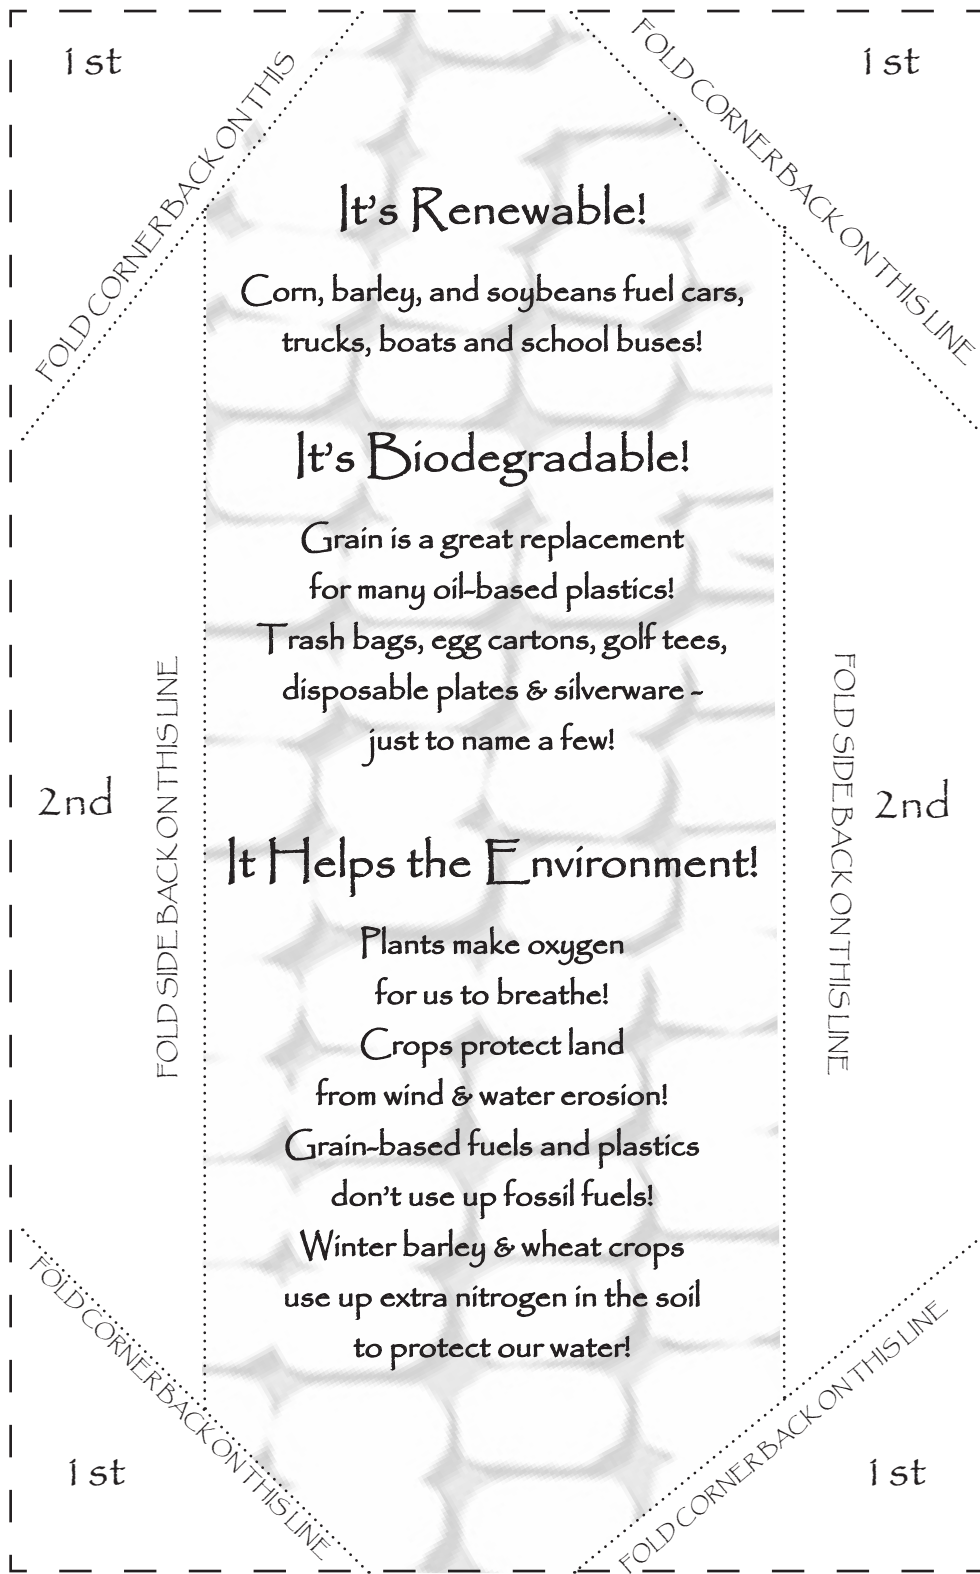 1st
1st
FOLD CORNER BACK ON THIS
FOLD CORNER BACK ON THIS LINE
It's Renewable!
Corn, barley, and soybeans fuel cars,
trucks, boats and school buses!
It's Biodegradable!
Grain is a great replacement
for many oil-based plastics!
Trash bags, egg cartons, golf tees,
disposable plates & silverware -
just to name a few!
FOLD SIDE BACK ON THIS LINE
FOLD SIDE BACK ON THIS LINE
2nd
2nd
It Helps the Environment!
Plants make oxygen
for us to breathe!
Crops protect land
from wind & water erosion!
Grain-based fuels and plastics
don't use up fossil fuels!
Winter barley & wheat crops
use up extra nitrogen in the soil
to protect our water!
FOLD CORNER BACK ON THIS LINE
FOLD CORNER BACK ON THIS LINE
1st
1st